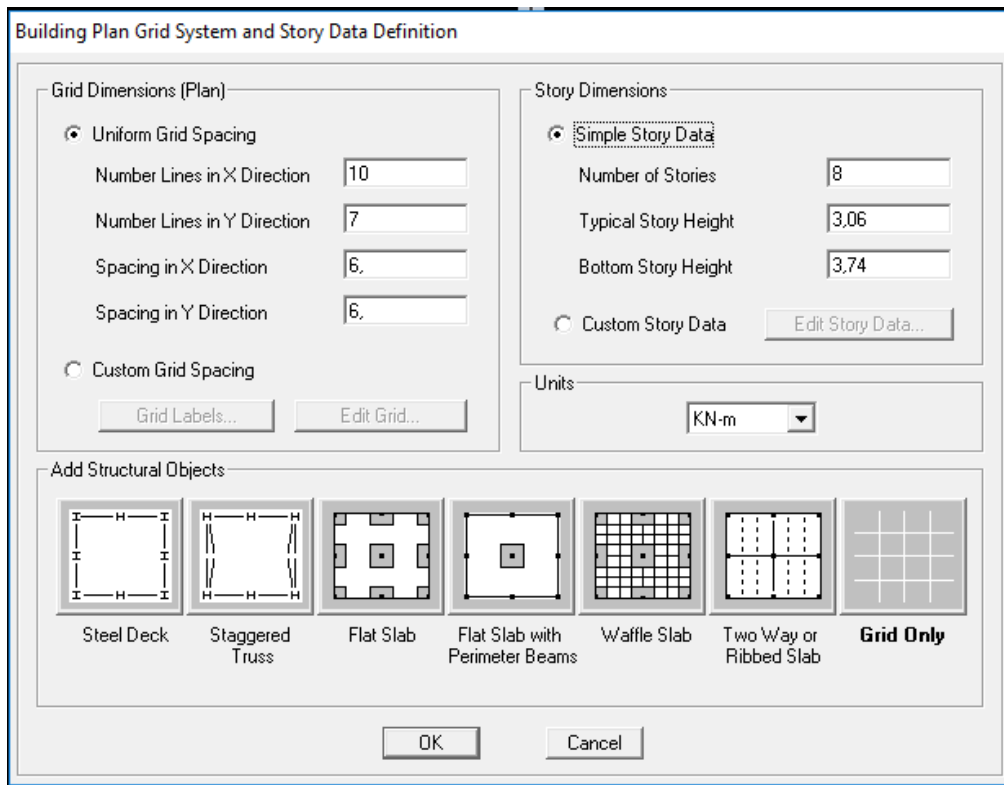 Building Plan Grid System and Story Data Definition
Grid Dimensions (Plan)
Uniform Grid Spacing
Number Lines in X Direction 10
Number Lines in Y Direction 7
Spacing in X Direction 6,
Spacing in Y Direction 6,
Custom Grid Spacing
Grid Labels... Edit Grid...
Story Dimensions
Simple Story Data
Number of Stories 8
Typical Story Height 3,06
Bottom Story Height 3,74
Custom Story Data Edit Story Data...
Units
KN-m
Add Structural Objects
Steel Deck
Staggered
Truss
Flat Slab
Flat Slab with
Perimeter Beams
Waffle Slab
Two Way or
Ribbed Slab
Grid Only
OK Cancel